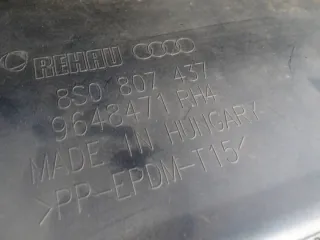 REHAU
8S0 807 437
9648471 RH4
MADE IN HUNGARY
>PP-EPDM-T15<